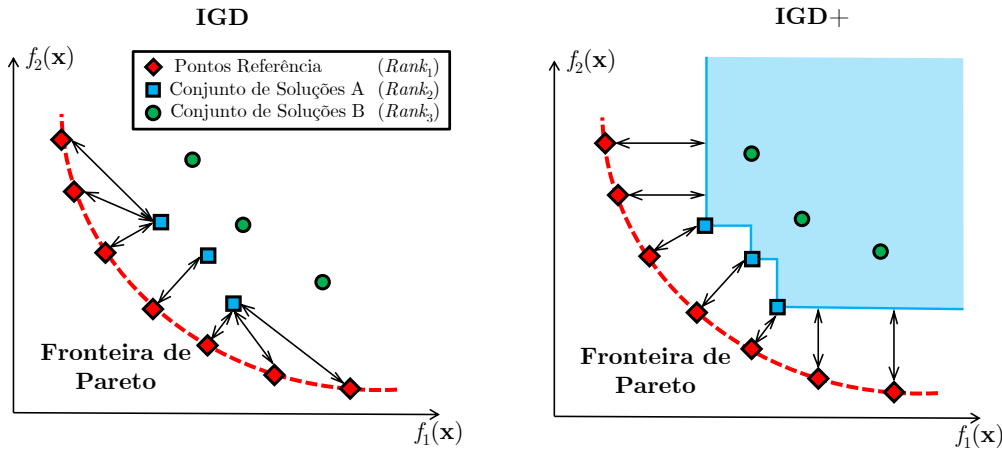 IGD
f₂(x)
Pontos Referência (Rank₁)
Conjunto de Soluções A (Rank₂)
Conjunto de Soluções B (Rank₃)
Fronteira de
Pareto
f₁(x)
IGD+
f₂(x)
Fronteira de
Pareto
f₁(x)